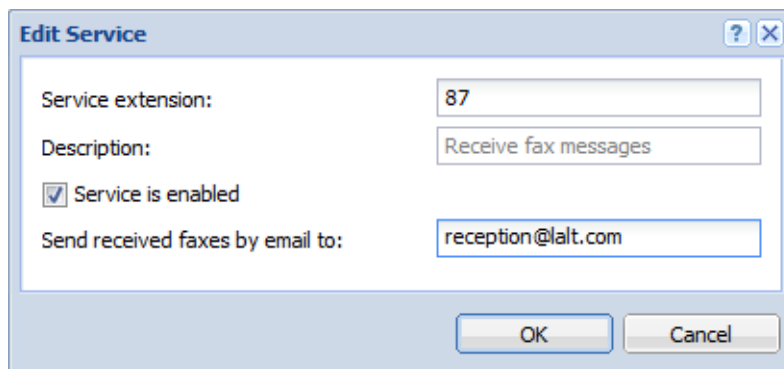 Edit Service
Service extension: 87
Description: Receive fax messages
Service is enabled
Send received faxes by email to: reception@lalt.com
OK Cancel